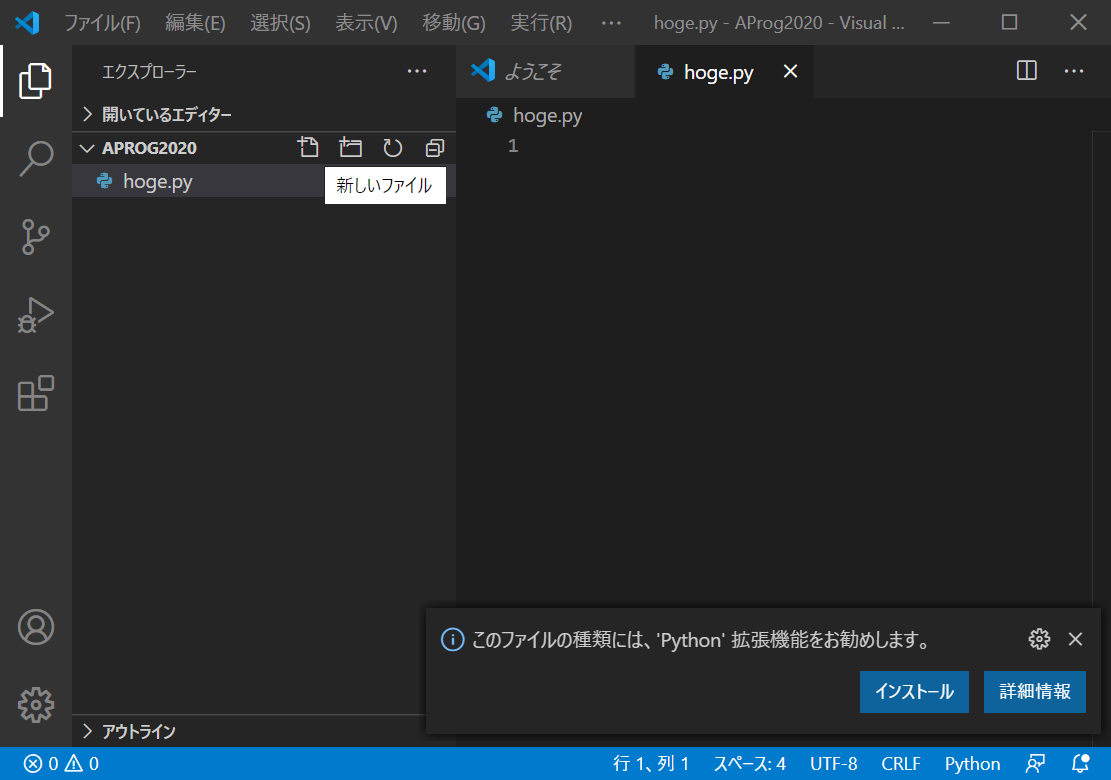 ファイル(F) 編集(E) 選択(S) 表示(V) 移動(G) 実行(R) ··· hoge.py - AProg2020 - Visual ...
エクスプローラー
ようこそ
hoge.py
開いているエディター
hoge.py
APROG2020
1
hoge.py
新しいファイル
このファイルの種類には、'Python' 拡張機能をお勧めします。
インストール 詳細情報
アウトライン
0 0 行 1、列 1 スペース: 4 UTF-8 CRLF Python